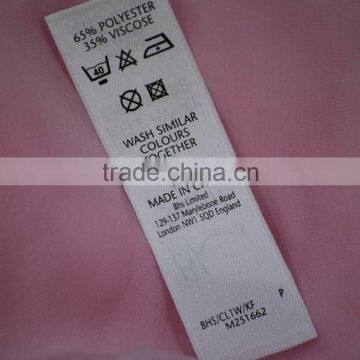 65% POLYESTER
35% VISCOSE
40
WASH SIMILAR
COLOURS
TOGETHER
trade.china.cn
MADE IN
Bhs Limited
129-137 Marylebone Road
London NW1 5QD England
P
BHS/CL1W/KF
M251662